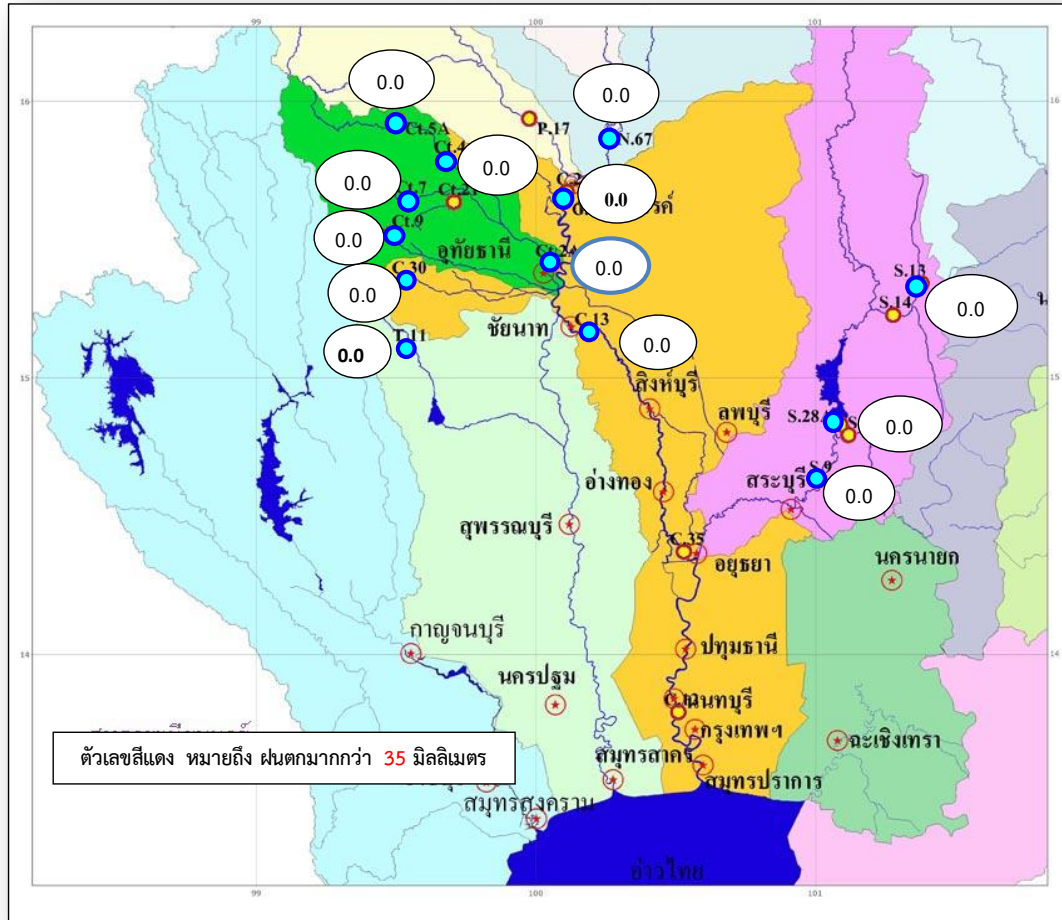 99 100 101
16
0.0
0.0
Ct.5A
P.17
N.67
Ct.4
0.0
0.0
Ct.7
0.0
รค์
Ct.9
0.0
อุทัยธานี
Ct.2A
0.0
C.30
0.0
S.13
S.14
0.0
ชัยนาท
C.13
T.11
0.0
0.0
15 15
สิงห์บุรี
ลพบุรี
S.28
0.0
อ่างทอง
สระบุรี
S.9
0.0
สุพรรณบุรี
C.35
อยุธยา
นครนายก
กาญจนบุรี
14 14
ปทุมธานี
นครปฐม
นนทบุรี
กรุงเทพฯ
ฉะเชิงเทรา
ตัวเลขสีแดง หมายถึง ฝนตกมากกว่า 35 มิลลิเมตร
สมุทรสาคร
สมุทรปราการ
สมุทรสงคราม
อ่าวไทย
99 100 101